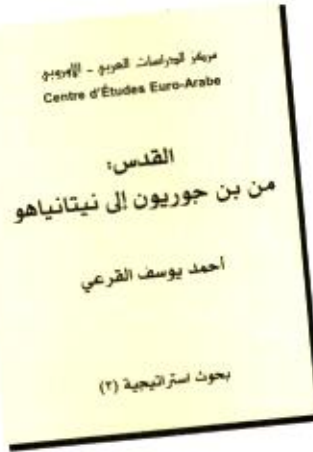 مركز الدراسات العربي - الأوروبي
Centre d'Études Euro-Arabe
القدس:
من بن جوريون إلى نيتانياهو
أحمد يوسف القرعي
بحوث استراتيجية (٢)